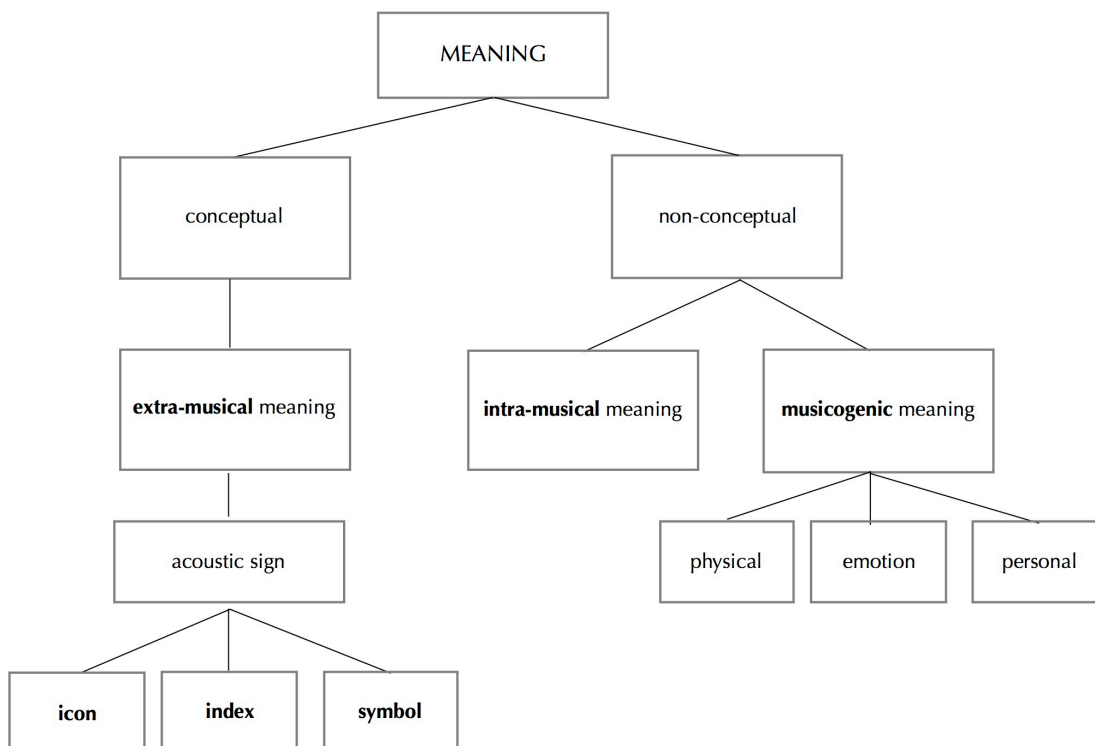 MEANING
conceptual
non-conceptual
extra-musical meaning
intra-musical meaning
musicogenic meaning
physical
emotion
personal
acoustic sign
icon
index
symbol